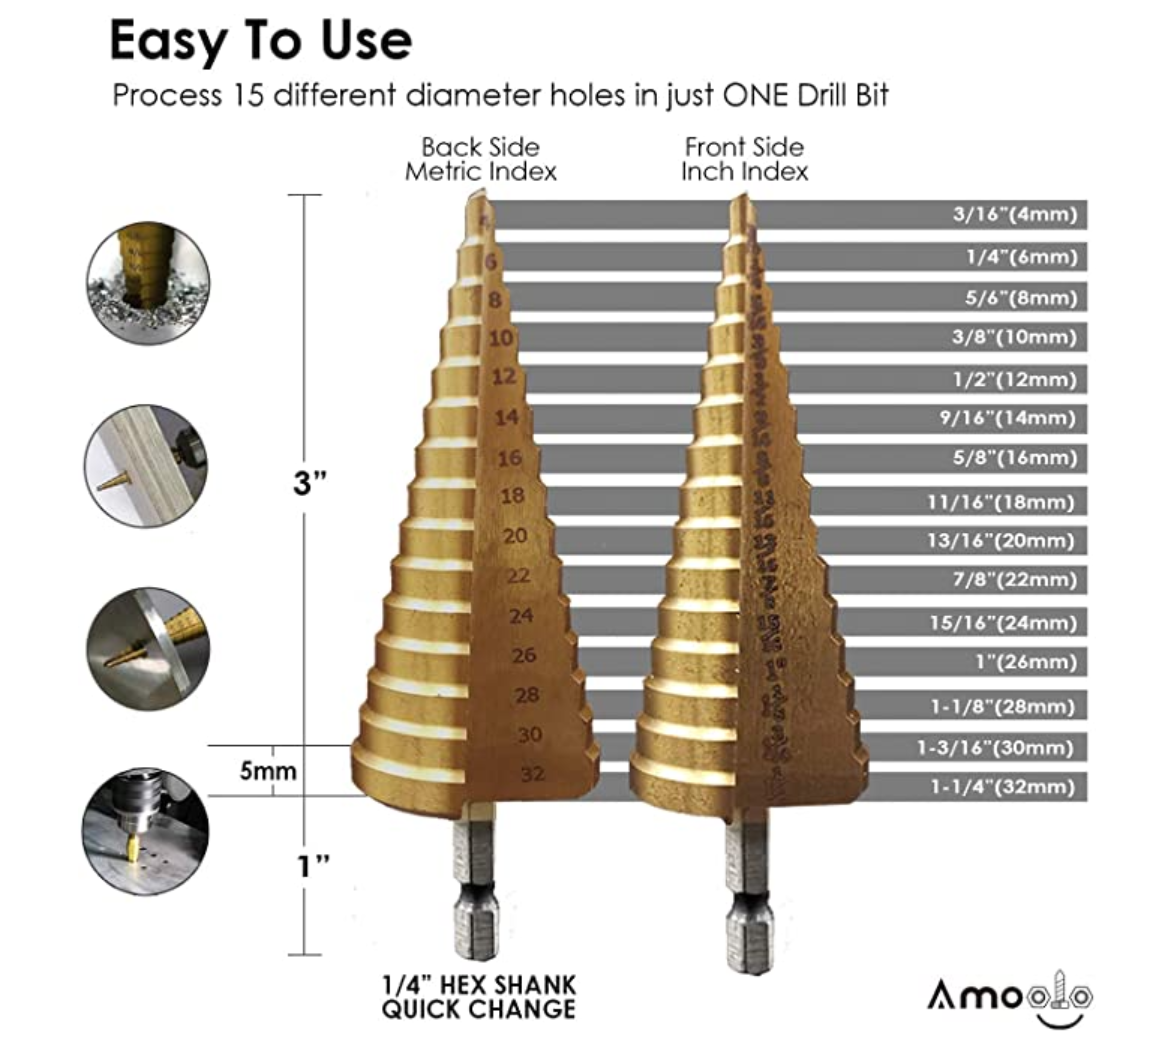 Easy To Use
Process 15 different diameter holes in just ONE Drill Bit
Back Side
Metric Index
Front Side
Inch Index
3/16”(4mm)
1/4”(6mm)
5/6”(8mm)
3/8”(10mm)
1/2”(12mm)
9/16”(14mm)
5/8”(16mm)
11/16”(18mm)
13/16”(20mm)
7/8”(22mm)
15/16”(24mm)
1”(26mm)
1-1/8”(28mm)
1-3/16”(30mm)
1-1/4”(32mm)
6
8
10
12
14
16
18
20
22
24
26
28
30
32
3”
5mm
1”
1/4” HEX SHANK
QUICK CHANGE
Amoolo